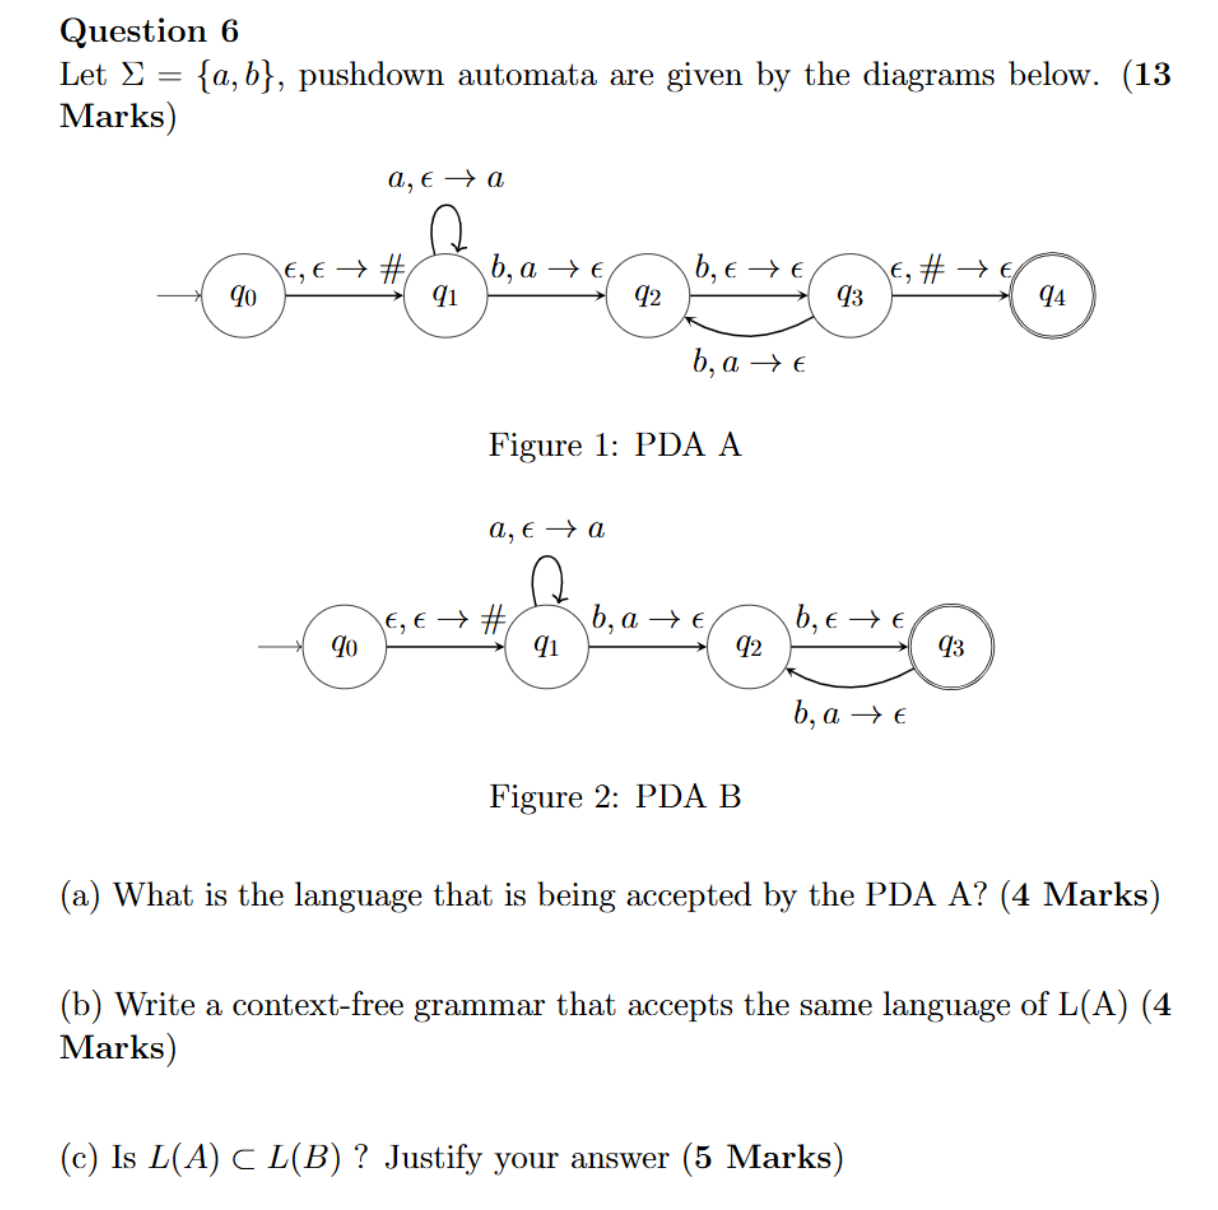 Question 6
Let Σ = {a, b}, pushdown automata are given by the diagrams below. (13
Marks)
a, ϵ → a
ϵ, ϵ → #
b, a → ϵ
b, ϵ → ϵ
ϵ, # → ϵ
q0
q1
q2
q3
q4
b, a → ϵ
Figure 1: PDA A
a, ϵ → a
ϵ, ϵ → #
b, a → ϵ
b, ϵ → ϵ
q0
q1
q2
q3
b, a → ϵ
Figure 2: PDA B
(a) What is the language that is being accepted by the PDA A? (4 Marks)
(b) Write a context-free grammar that accepts the same language of L(A) (4
Marks)
(c) Is L(A) ⊂ L(B) ? Justify your answer (5 Marks)